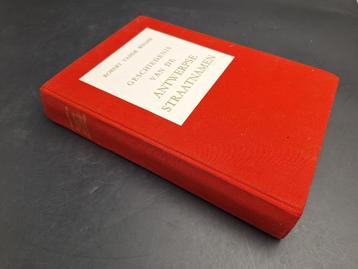 ROBERT VANDE WEGHE
GESCHIEDENIS
VAN DE
ANTWERPSE
STRAATNAMEN